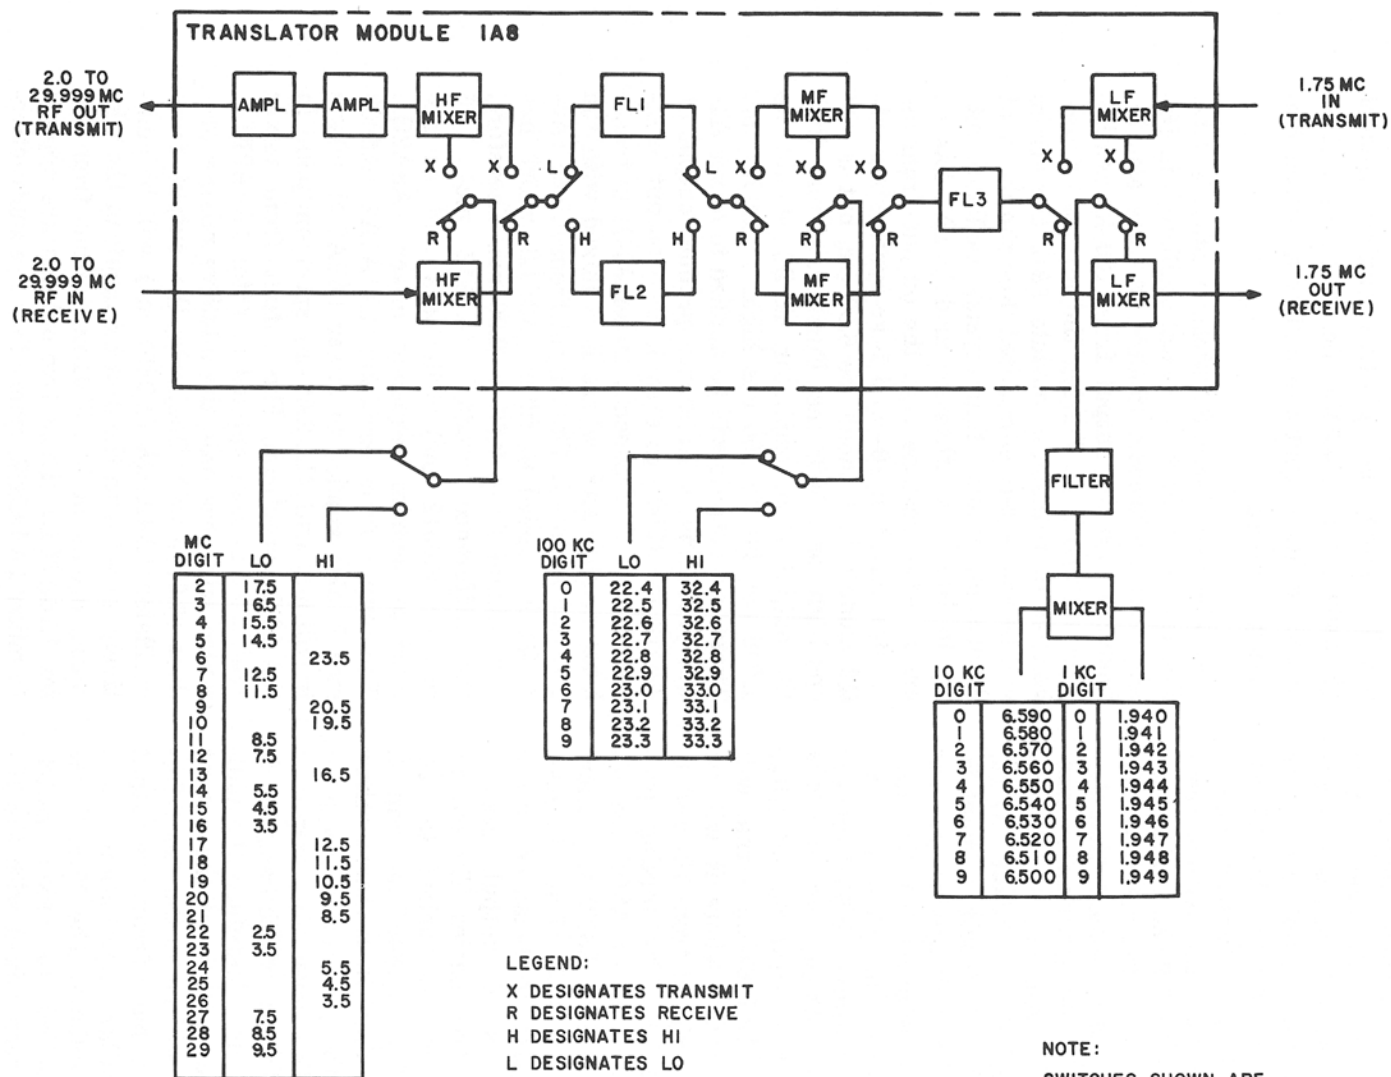 TRANSLATOR MODULE 1A8
2.0 TO
29.999 MC
RF OUT
(TRANSMIT)
AMPL
AMPL
HF
MIXER
FL1
MF
MIXER
LF
MIXER
1.75 MC
IN
(TRANSMIT)
X
X
L
L
X
X
X
X
X
FL3
R
R
H
H
R
R
R
R
R
2.0 TO
29.999 MC
RF IN
(RECEIVE)
HF
MIXER
FL2
MF
MIXER
LF
MIXER
1.75 MC
OUT
(RECEIVE)
FILTER
MIXER
MC
DIGIT LO HI
2 17.5
3 16.5
4 15.5
5 14.5
6 23.5
7 12.5
8 11.5
9 20.5
10 19.5
11 8.5
12 7.5
13 16.5
14 5.5
15 4.5
16 3.5
17 12.5
18 11.5
19 10.5
20 9.5
21 8.5
22 2.5
23 3.5
24 5.5
25 4.5
26 3.5
27 7.5
28 8.5
29 9.5
100 KC
DIGIT LO HI
0 22.4 32.4
1 22.5 32.5
2 22.6 32.6
3 22.7 32.7
4 22.8 32.8
5 22.9 32.9
6 23.0 33.0
7 23.1 33.1
8 23.2 33.2
9 23.3 33.3
10 KC 1 KC
DIGIT DIGIT
0 6.590 0 1.940
1 6.580 1 1.941
2 6.570 2 1.942
3 6.560 3 1.943
4 6.550 4 1.944
5 6.540 5 1.945
6 6.530 6 1.946
7 6.520 7 1.947
8 6.510 8 1.948
9 6.500 9 1.949
LEGEND:
X DESIGNATES TRANSMIT
R DESIGNATES RECEIVE
H DESIGNATES HI
L DESIGNATES LO
NOTE:
SWITCHES SHOWN ARE